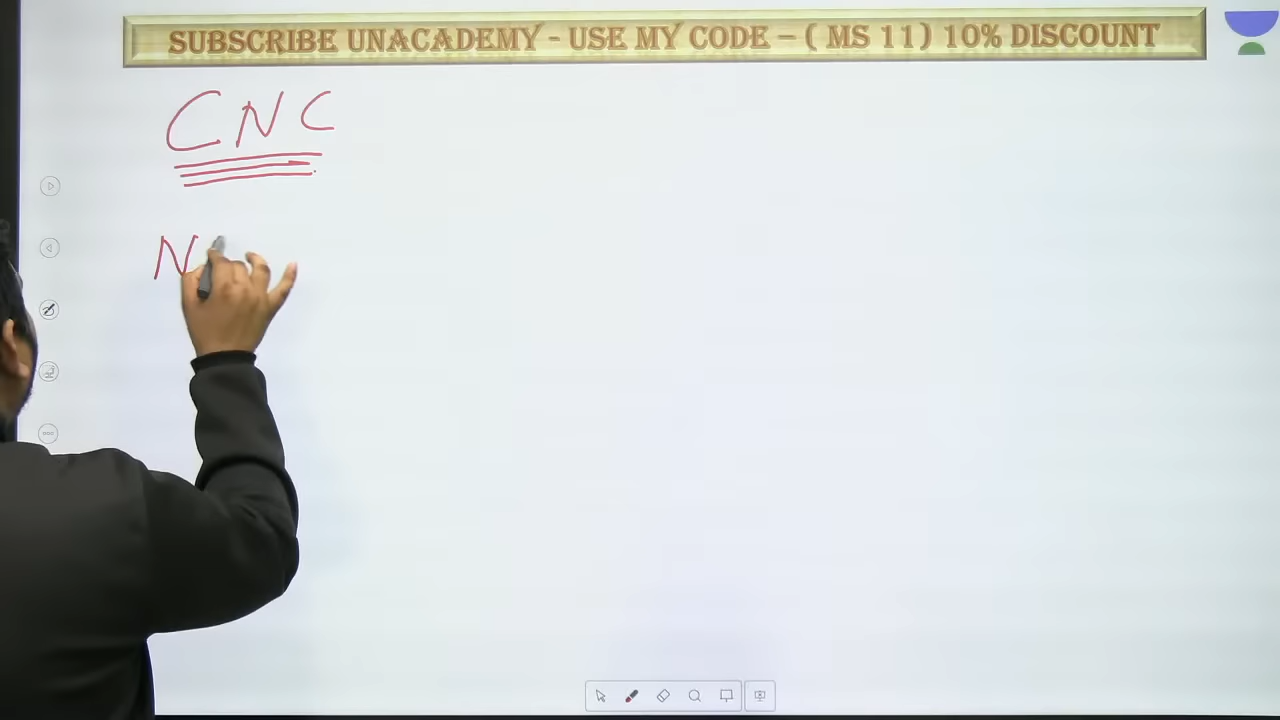 SUBSCRIBE UNACADEMY - USE MY CODE – ( MS 11) 10% DISCOUNT
CNC
N